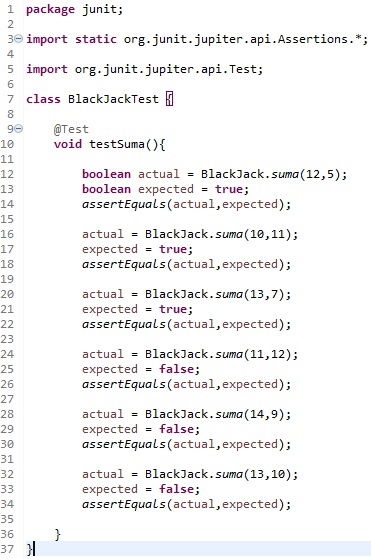 1 package junit;
2
3 import static org.junit.jupiter.api.Assertions.*;
4
5 import org.junit.jupiter.api.Test;
6
7 class BlackJackTest {
8
9 @Test
10 void testSuma(){
11
12 boolean actual = BlackJack.suma(12,5);
13 boolean expected = true;
14 assertEquals(actual,expected);
15
16 actual = BlackJack.suma(10,11);
17 expected = true;
18 assertEquals(actual,expected);
19
20 actual = BlackJack.suma(13,7);
21 expected = true;
22 assertEquals(actual,expected);
23
24 actual = BlackJack.suma(11,12);
25 expected = false;
26 assertEquals(actual,expected);
27
28 actual = BlackJack.suma(14,9);
29 expected = false;
30 assertEquals(actual,expected);
31
32 actual = BlackJack.suma(13,10);
33 expected = false;
34 assertEquals(actual,expected);
35
36 }
37 }